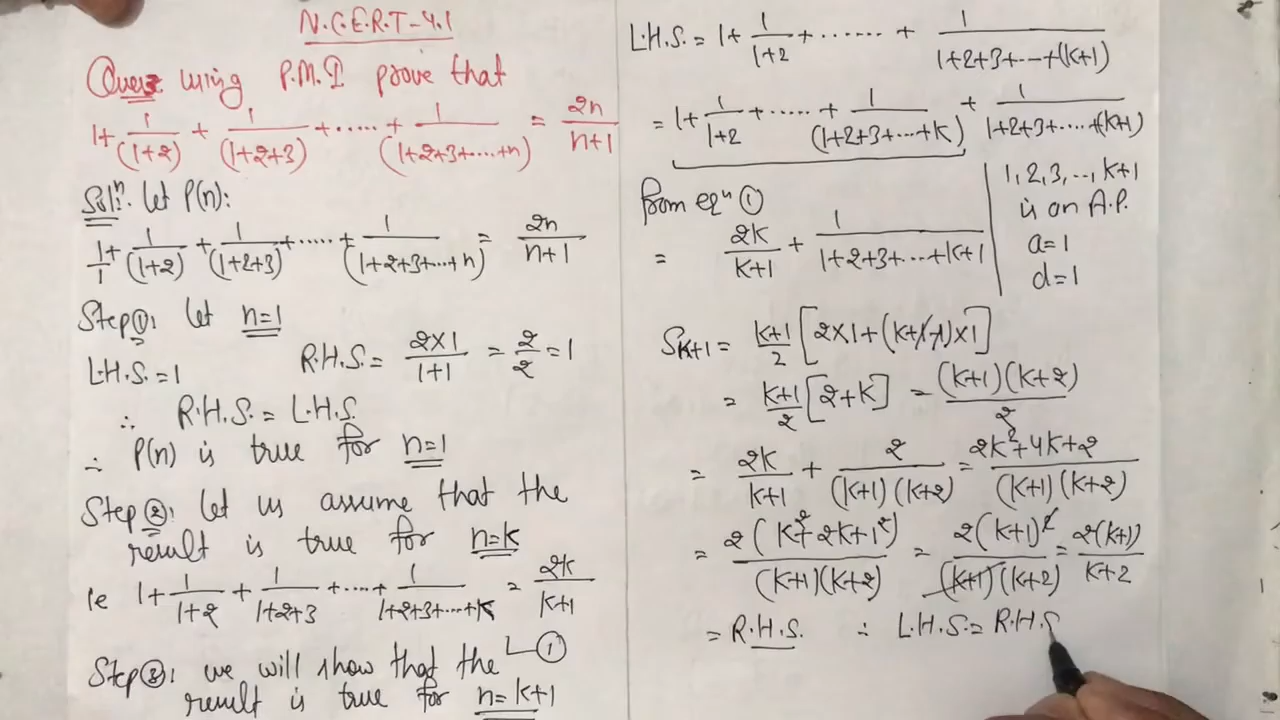 N.C.E.R.T-4.1
Ques3. using P.M.I prove that
1+1/(1+2) + 1/(1+2+3) +.....+ 1/(1+2+3+...+n) = 2n/n+1
Solⁿ. let P(n):
1/1+1/(1+2)+1/(1+2+3)+.....+1/(1+2+3+...+n) = 2n/n+1
Step①: let n=1
L.H.S.=1 R.H.S.= 2×1/1+1 = 2/2 = 1
∴ R.H.S.= L.H.S.
∴ P(n) is true for n=1
Step②: let us assume that the
result is true for n=k
ie 1+1/1+2 + 1/1+2+3 +....+ 1/1+2+3+...+k = 2k/k+1
①
Step③: we will show that the
result is true for n=k+1
L.H.S.= 1+1/1+2 +.......+ 1/1+2+3+...+(k+1)
= 1+1/1+2 +.....+ 1/(1+2+3+...+k) + 1/1+2+3+....+(k+1)
from eqⁿ ①
= 2k/k+1 + 1/1+2+3+...+k+1
1,2,3,..,k+1
is an A.P.
a=1
d=1
Sk+1 = k+1/2 [2×1+(k+1-1)×1]
= k+1/2 [2+k] = (k+1)(k+2)/2
= 2k/k+1 + 2/(k+1)(k+2) = 2k²+4k+2/(k+1)(k+2)
= 2(k²+2k+1²)/(k+1)(k+2) = 2(k+1)²/(k+1)(k+2) = 2(k+1)/k+2
= R.H.S. ∴ L.H.S.= R.H.S